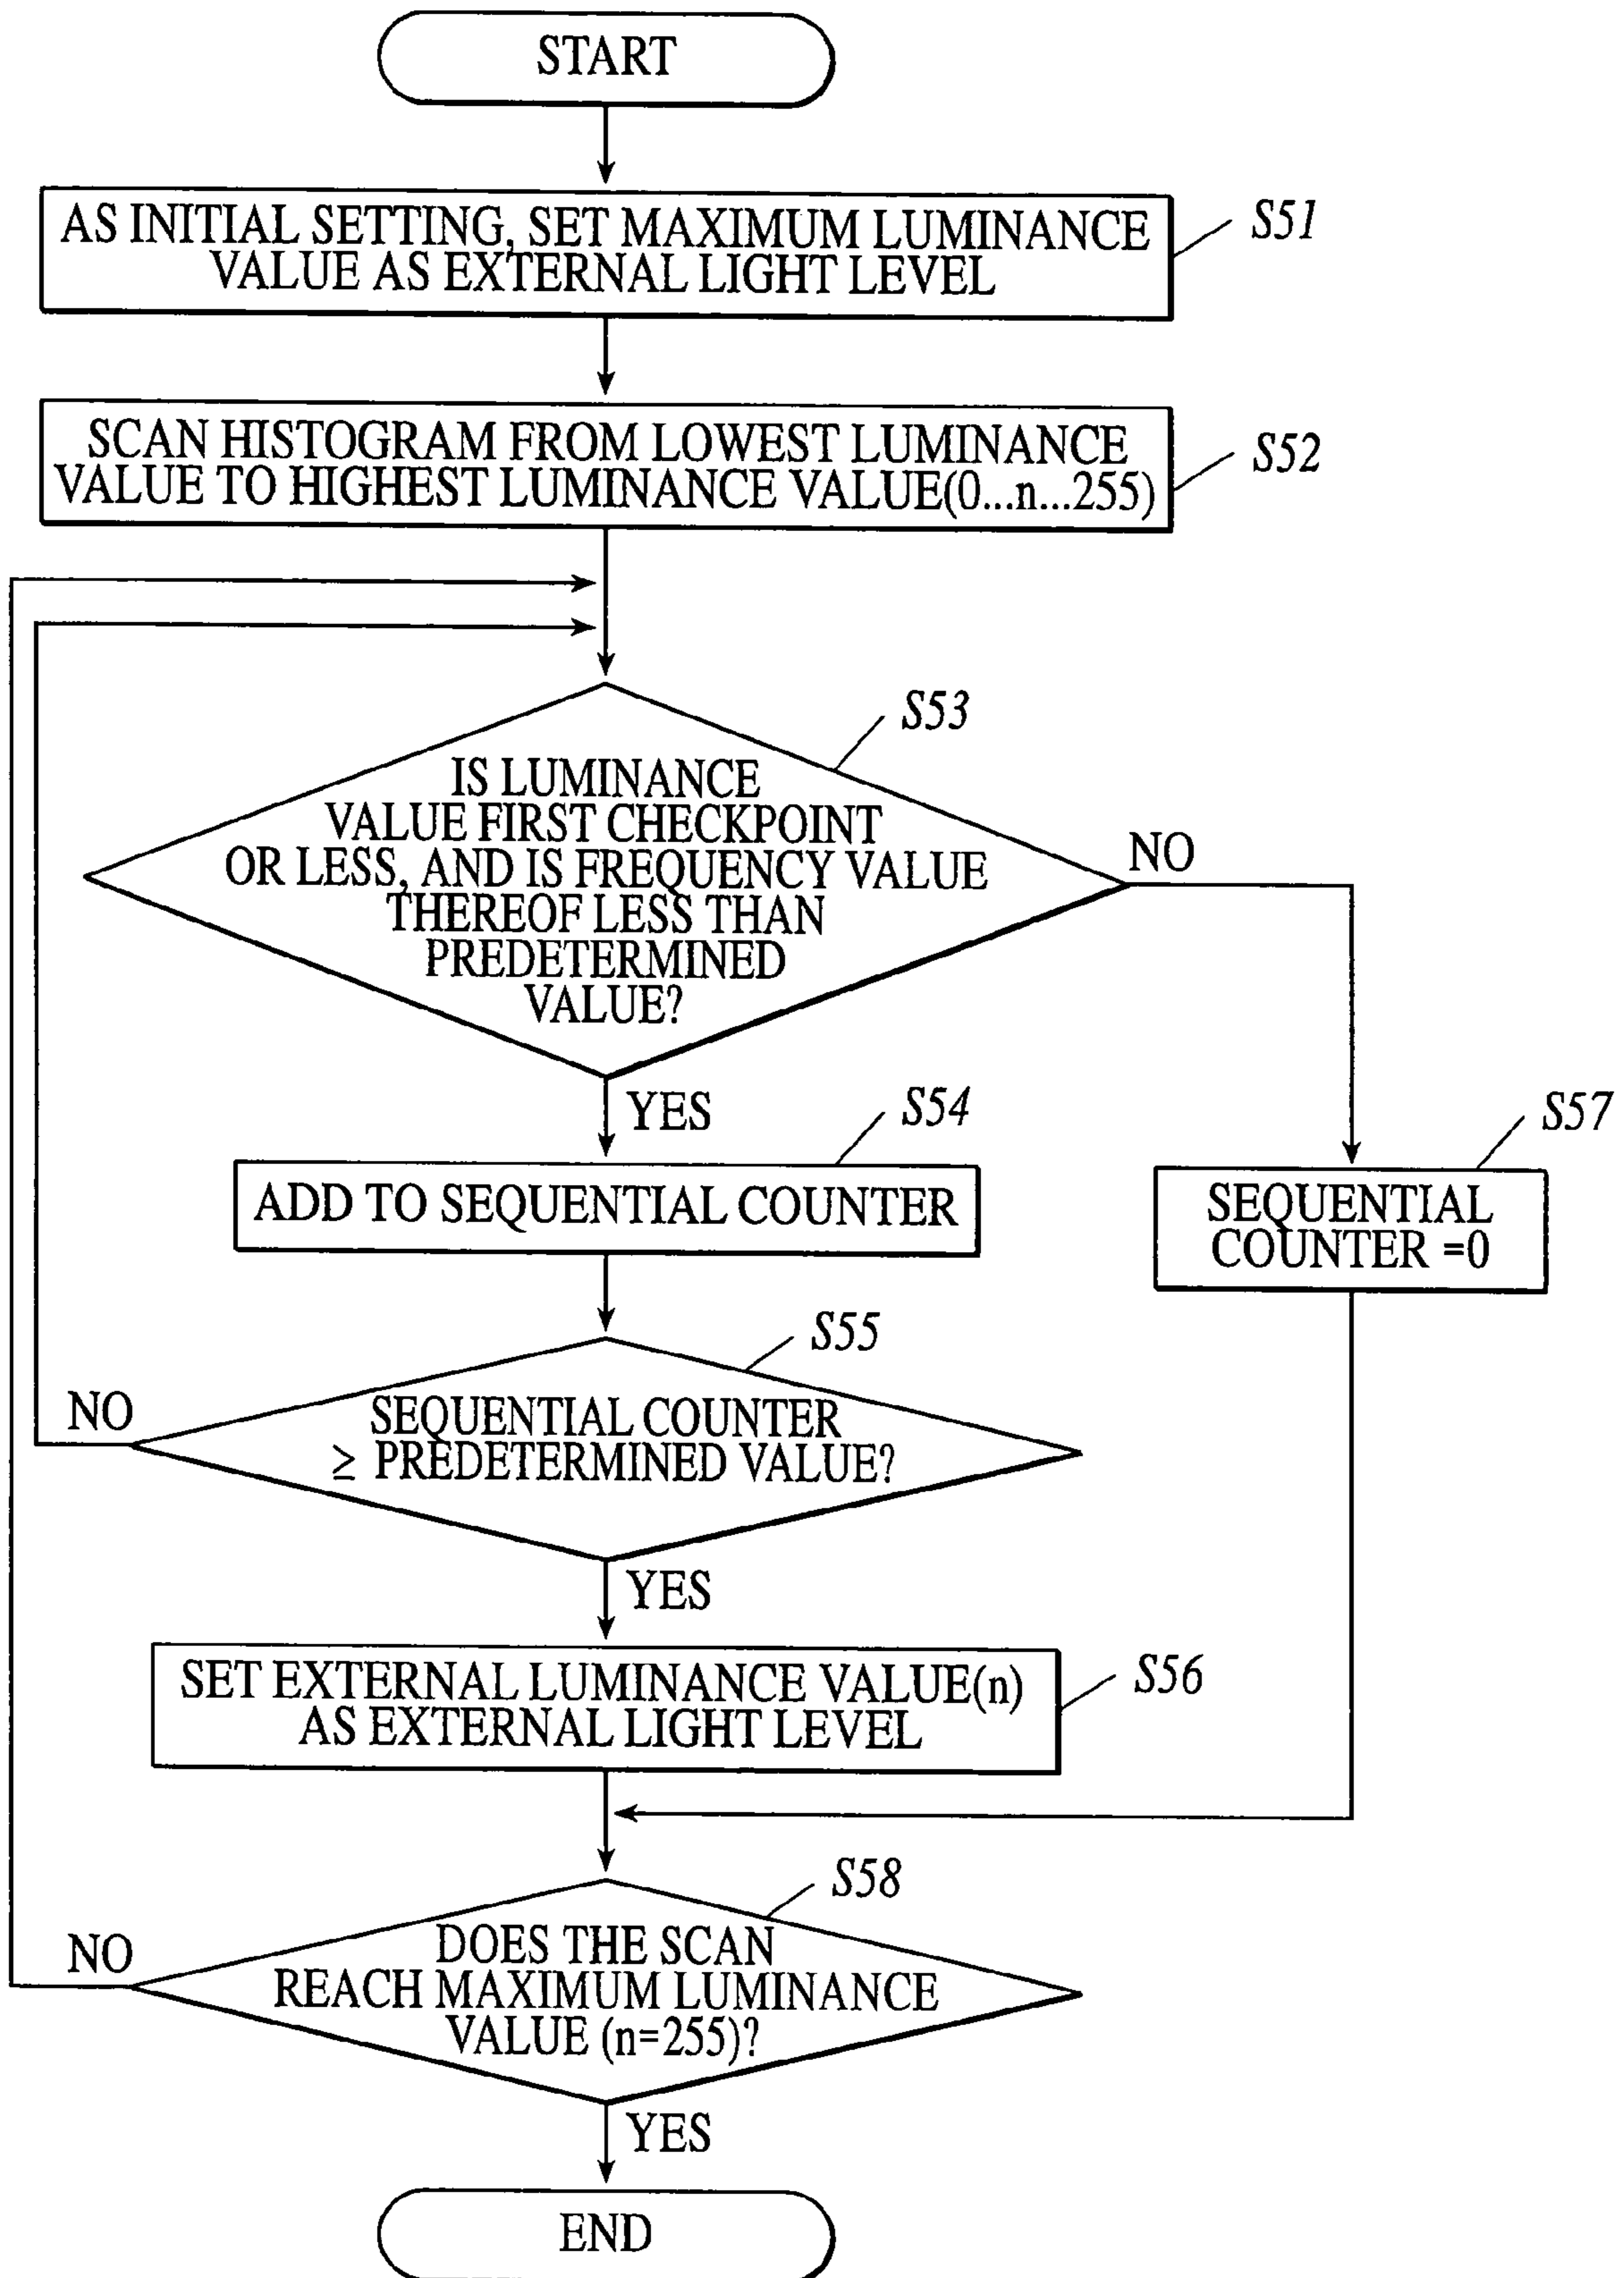 START
AS INITIAL SETTING, SET MAXIMUM LUMINANCE
VALUE AS EXTERNAL LIGHT LEVEL
S51
SCAN HISTOGRAM FROM LOWEST LUMINANCE
VALUE TO HIGHEST LUMINANCE VALUE(0...n...255)
S52
S53
IS LUMINANCE
VALUE FIRST CHECKPOINT
OR LESS, AND IS FREQUENCY VALUE
THEREOF LESS THAN
PREDETERMINED
VALUE?
NO
YES
S54
ADD TO SEQUENTIAL COUNTER
S57
SEQUENTIAL
COUNTER =0
S55
SEQUENTIAL COUNTER
≥ PREDETERMINED VALUE?
NO
YES
SET EXTERNAL LUMINANCE VALUE(n)
AS EXTERNAL LIGHT LEVEL
S56
S58
DOES THE SCAN
REACH MAXIMUM LUMINANCE
VALUE (n=255)?
NO
YES
END